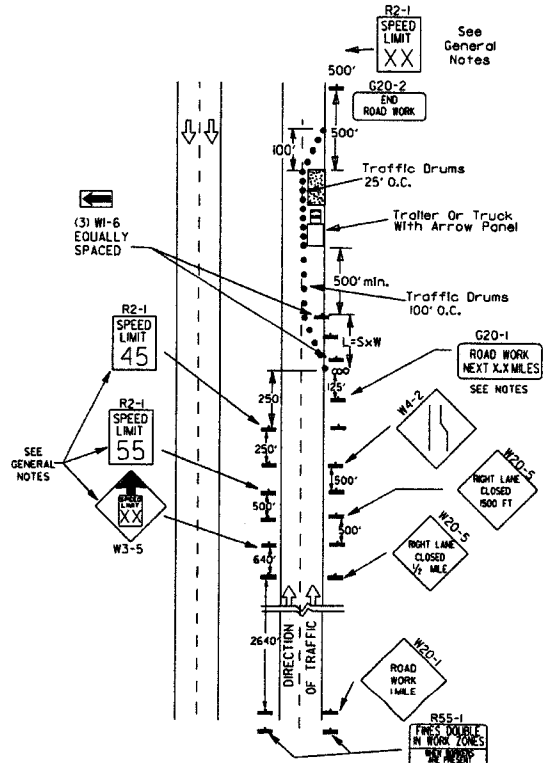 R2-1
SPEED
LIMIT
XX
See
General
Notes
500'
G20-2
END
ROAD WORK
500'
100'
Traffic Drums
25' O.C.
Trailer Or Truck
With Arrow Panel
(3) W1-6
EQUALLY
SPACED
500' min.
Traffic Drums
100' O.C.
R2-1
SPEED
LIMIT
45
L=SxW
G20-1
ROAD WORK
NEXT X.X MILES
SEE NOTES
125'
250'
R2-1
SPEED
LIMIT
55
250'
W4-2
SEE
GENERAL
NOTES
500'
500'
W20-5
RIGHT LANE
CLOSED
1500 FT
SPEED
LIMIT
XX
W3-5
500'
640'
W20-5
RIGHT LANE
CLOSED
1/2 MILE
2640'
DIRECTION
OF TRAFFIC
W20-1
ROAD
WORK
1 MILE
R55-1
FINES DOUBLE
IN WORK ZONES
WHEN WORKERS
ARE PRESENT